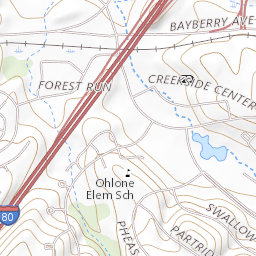 BAYBERRY AVE
FOREST RUN
CREEKSIDE CENTER
Ohlone
Elem Sch
80
SWALLOW
PHEAS
PARTRID